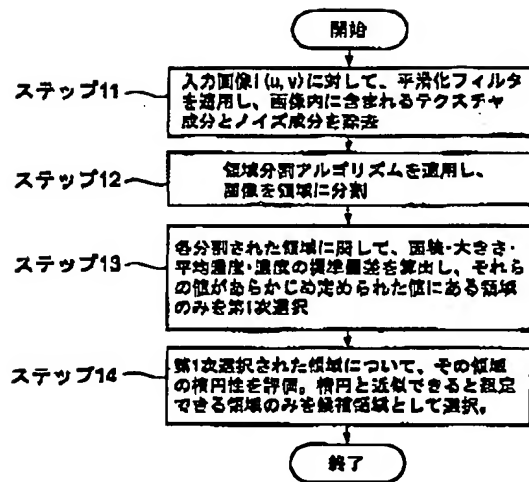 開始
ステップ11
入力画像I(u,v)に対して、平滑化フィルタ
を適用し、画像内に含まれるテクスチャ
成分とノイズ成分を除去
ステップ12
領域分割アルゴリズムを適用し、
画像を領域に分割
ステップ13
各分割された領域に関して、面積・大きさ・
平均濃度・濃度の標準偏差を算出し、それら
の値があらかじめ定められた値にある領域
のみを第1次選択
ステップ14
第1次選択された領域について、その領域
の楕円性を評価。楕円と近似できると認定
できる領域のみを候補領域として選択。
終了